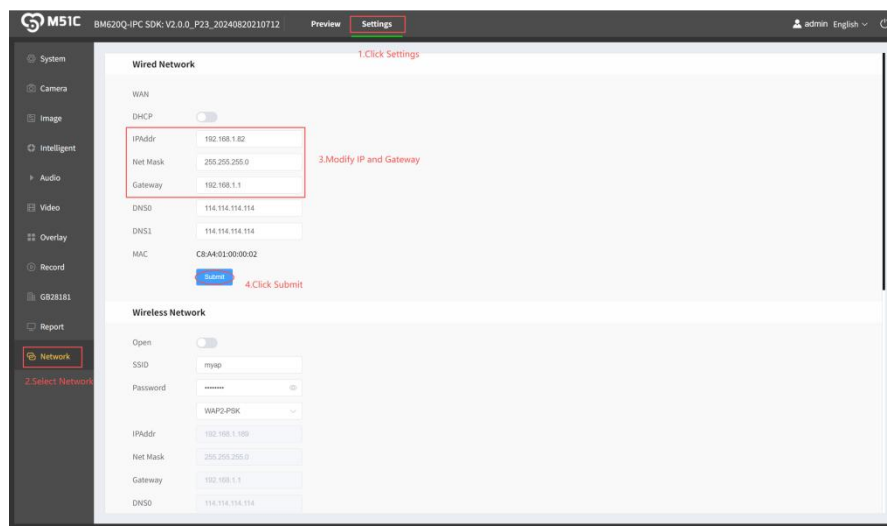 M51C BM620Q-IPC SDK: V2.0.0_P23_20240820210712 Preview Settings admin English
1.Click Settings
System
Camera
Image
Intelligent
Audio
Video
Overlay
Record
GB28181
Report
Network
2.Select Network
Wired Network
WAN
DHCP
IPAddr 192.168.1.82
Net Mask 255.255.255.0
Gateway 192.168.1.1
3.Modify IP and Gateway
DNS0 114.114.114.114
DNS1 114.114.114.114
MAC C8:A4:01:00:00:02
Submit
4.Click Submit
Wireless Network
Open
SSID myap
Password ••••••••
WAP2-PSK
IPAddr 192.168.1.189
Net Mask 255.255.255.0
Gateway 192.168.1.1
DNS0 114.114.114.114